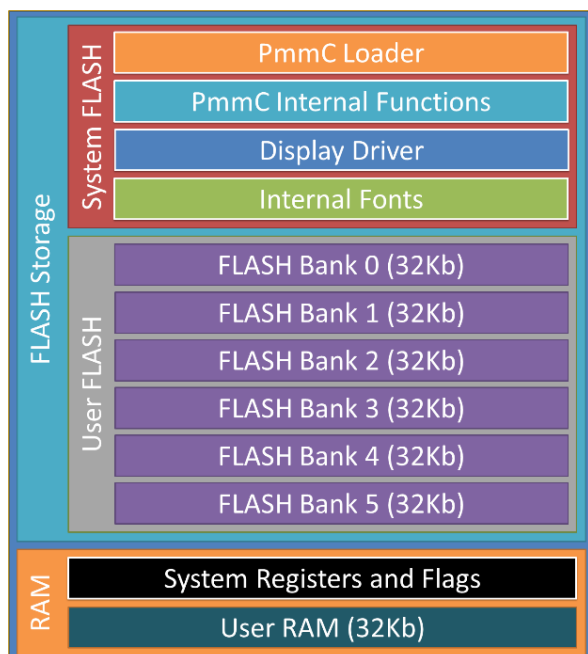 FLASH Storage
System FLASH
PmmC Loader
PmmC Internal Functions
Display Driver
Internal Fonts
User FLASH
FLASH Bank 0 (32Kb)
FLASH Bank 1 (32Kb)
FLASH Bank 2 (32Kb)
FLASH Bank 3 (32Kb)
FLASH Bank 4 (32Kb)
FLASH Bank 5 (32Kb)
RAM
System Registers and Flags
User RAM (32Kb)